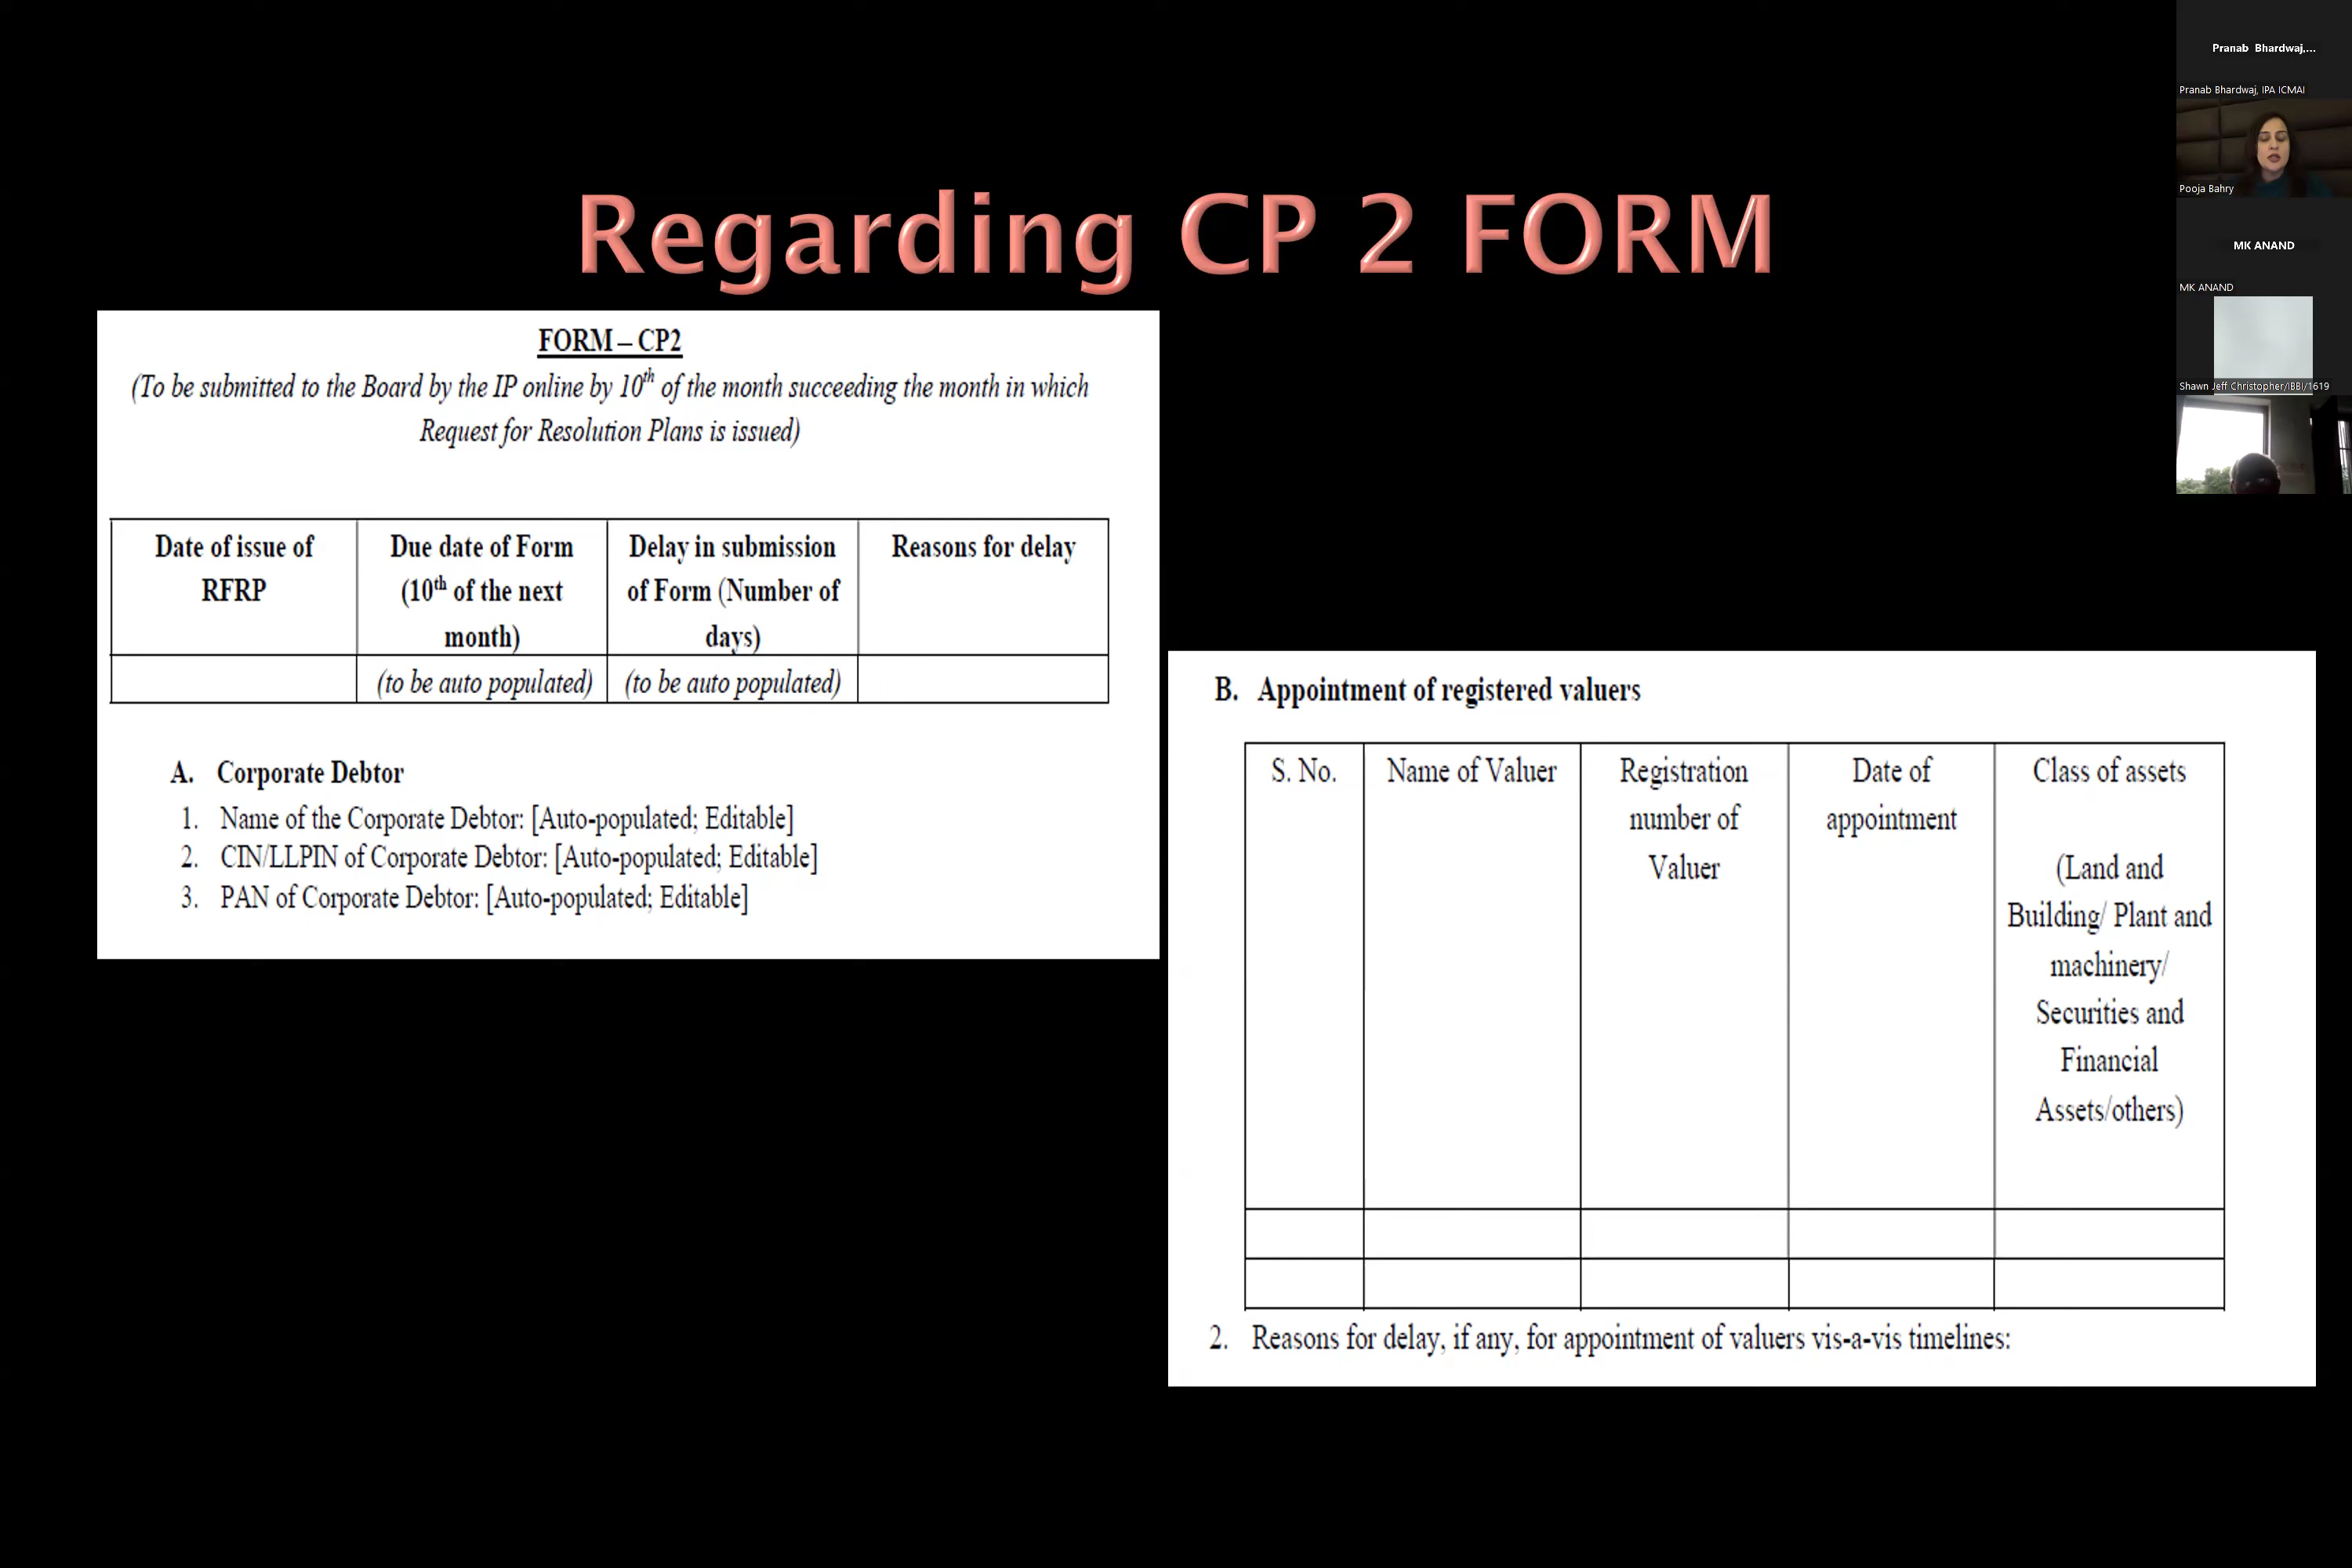 Regarding CP 2 FORM
FORM – CP2
(To be submitted to the Board by the IP online by 10th of the month succeeding the month in which
Request for Resolution Plans is issued)
Date of issue of
RFRP
Due date of Form
(10th of the next
month)
Delay in submission
of Form (Number of
days)
Reasons for delay
(to be auto populated)
(to be auto populated)
A. Corporate Debtor
1. Name of the Corporate Debtor: [Auto-populated; Editable]
2. CIN/LLPIN of Corporate Debtor: [Auto-populated; Editable]
3. PAN of Corporate Debtor: [Auto-populated; Editable]
B. Appointment of registered valuers
S. No.
Name of Valuer
Registration
number of
Valuer
Date of
appointment
Class of assets
(Land and
Building/ Plant and
machinery/
Securities and
Financial
Assets/others)
2. Reasons for delay, if any, for appointment of valuers vis-a-vis timelines:
Pranab Bhardwaj,...
Pranab Bhardwaj, IPA ICMAI
Pooja Bahry
MK ANAND
MK ANAND
Shawn Jeff Christopher/IBBI/1619